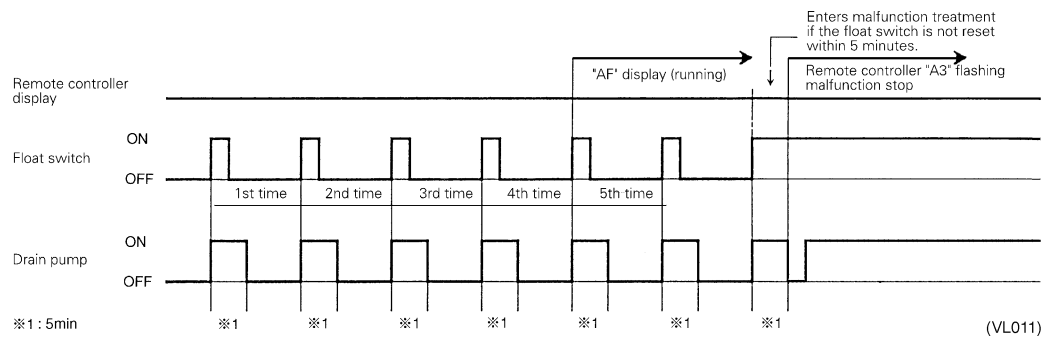 Enters malfunction treatment
if the float switch is not reset
within 5 minutes.
"AF" display (running)
Remote controller "A3" flashing
malfunction stop
Remote controller
display
ON
Float switch
OFF
1st time
2nd time
3rd time
4th time
5th time
ON
Drain pump
OFF
※1 : 5min
※1
※1
※1
※1
※1
※1
※1
(VL011)